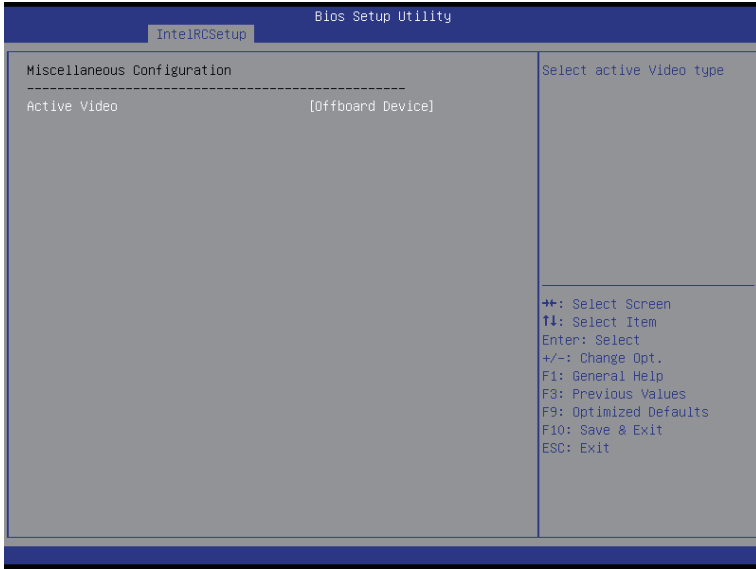 Bios Setup Utility
IntelRCSetup
Miscellaneous Configuration
--------------------------------------------------
Active Video [Offboard Device]
Select active Video type
→←: Select Screen
↑↓: Select Item
Enter: Select
+/-: Change Opt.
F1: General Help
F3: Previous Values
F9: Optimized Defaults
F10: Save & Exit
ESC: Exit